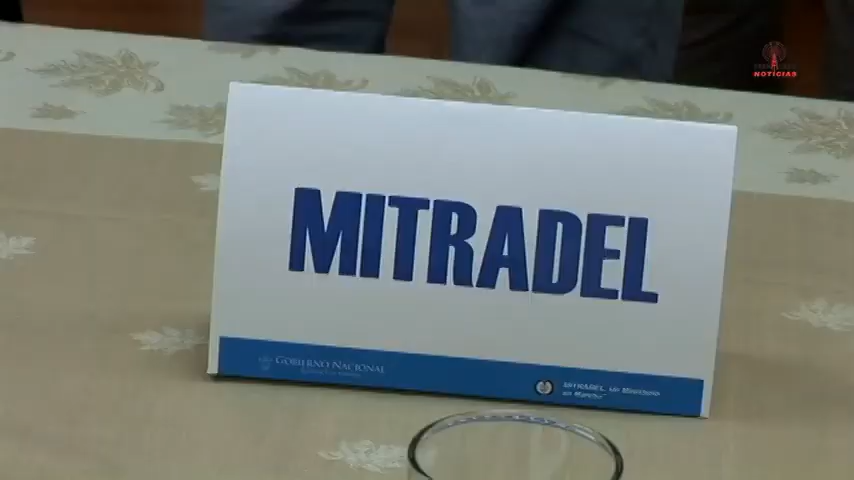 NOTICIAS
MITRADEL
GOBIERNO NACIONAL
MITRADEL, un Ministerio
en Marcha